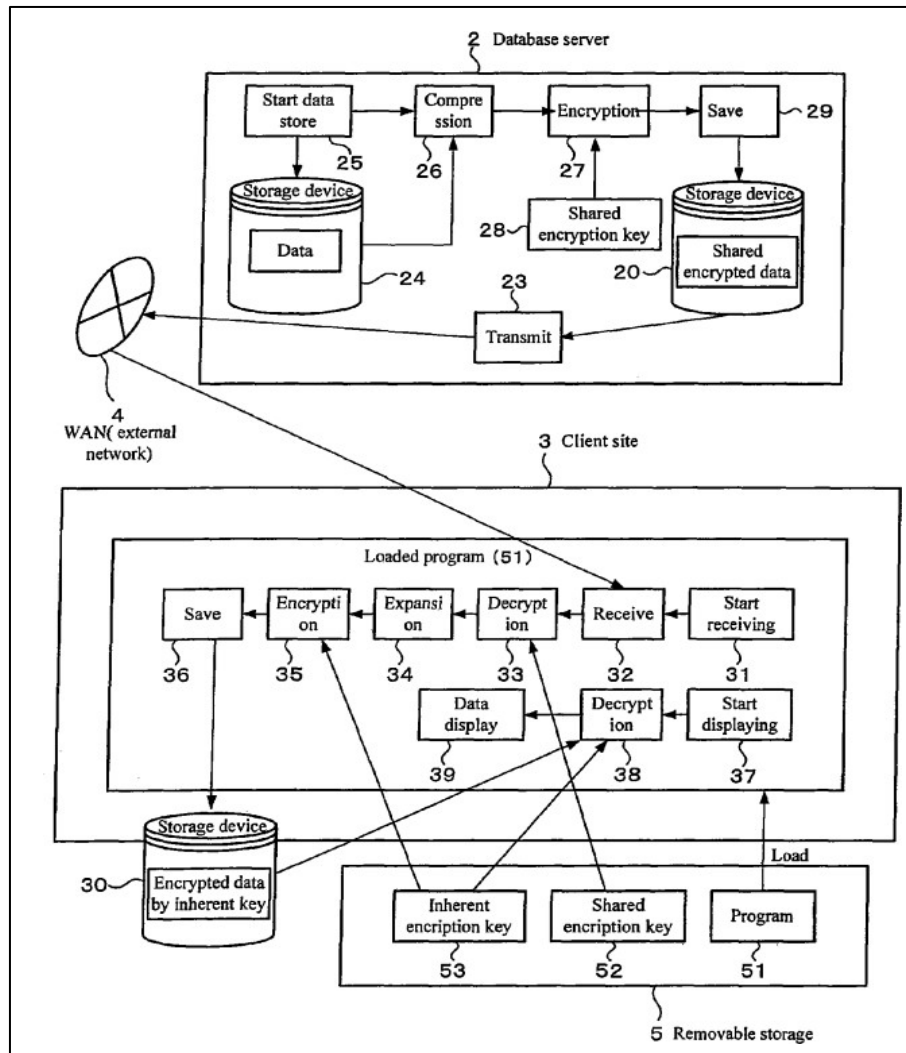 2 Database server
Start data
store
25
Compre
ssion
26
Encryption
27
Save
29
Storage device
Data
24
28
Shared
encryption key
Storage device
20
Shared
encrypted data
23
Transmit
4
WAN( external
network)
3 Client site
Loaded program (51)
Save
36
Encrypti
on
35
Expansi
on
34
Decrypt
ion
33
Receive
32
Start
receiving
31
Data
display
39
Decrypt
ion
38
Start
displaying
37
Storage device
30
Encrypted data
by inherent key
Load
Inherent
encription key
53
Shared
encription key
52
Program
51
5 Removable storage